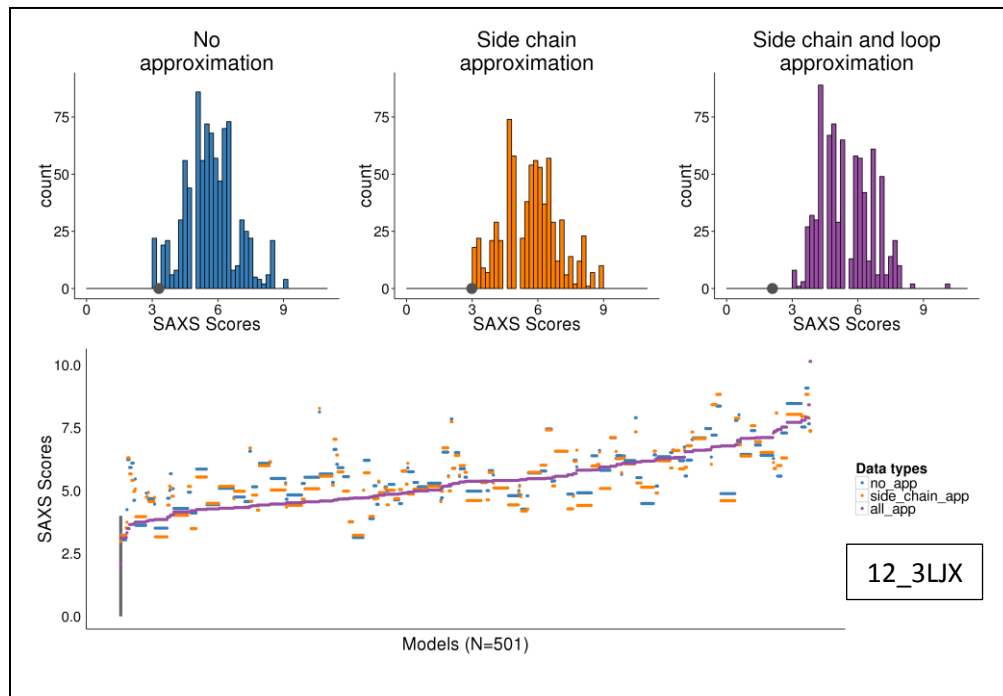 No
approximation
Side chain
approximation
Side chain and loop
approximation
count
75
50
25
0
0
3
6
9
SAXS Scores
count
75
50
25
0
0
3
6
9
SAXS Scores
count
75
50
25
0
0
3
6
9
SAXS Scores
SAXS Scores
10.0
7.5
5.0
2.5
0.0
Models (N=501)
Data types
no_app
side_chain_app
all_app
12_3LJX